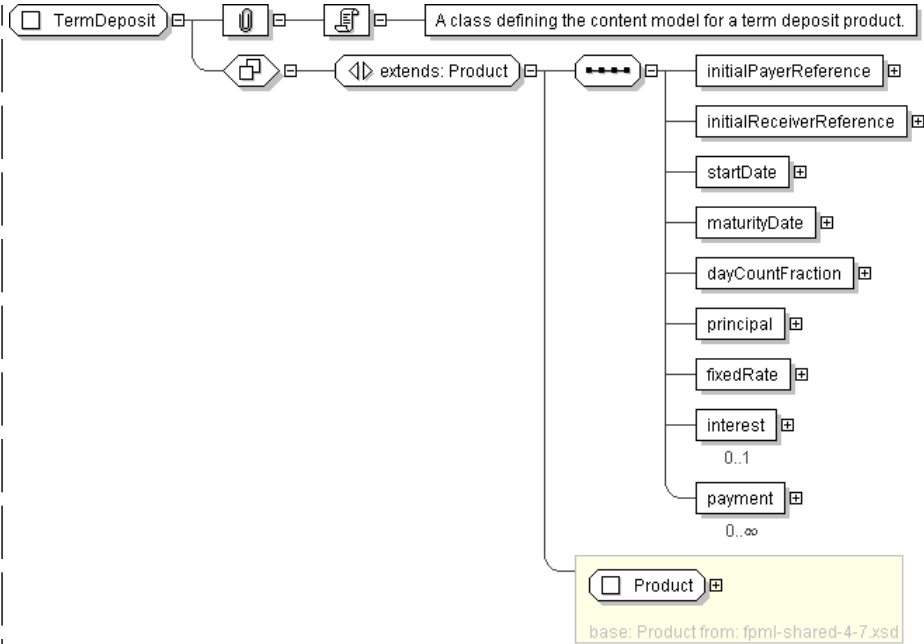 TermDeposit
A class defining the content model for a term deposit product.
extends: Product
initialPayerReference
initialReceiverReference
startDate
maturityDate
dayCountFraction
principal
fixedRate
interest
0..1
payment
0..∞
Product
base: Product from: fpml-shared-4-7.xsd